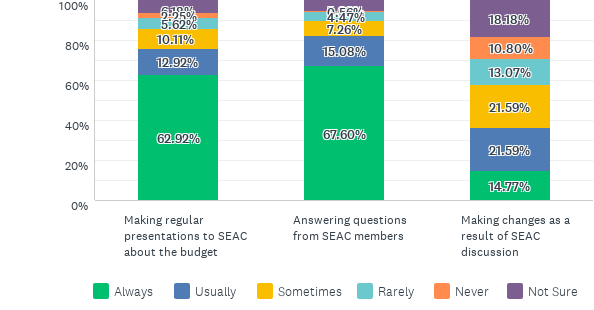 100%
80%
60%
40%
20%
0%
2.25%
5.62%
10.11%
12.92%
62.92%
4.47%
7.26%
15.08%
67.60%
18.18%
10.80%
13.07%
21.59%
21.59%
14.77%
Making regular
presentations to SEAC
about the budget
Answering questions
from SEAC members
Making changes as a
result of SEAC
discussion
Always
Usually
Sometimes
Rarely
Never
Not Sure